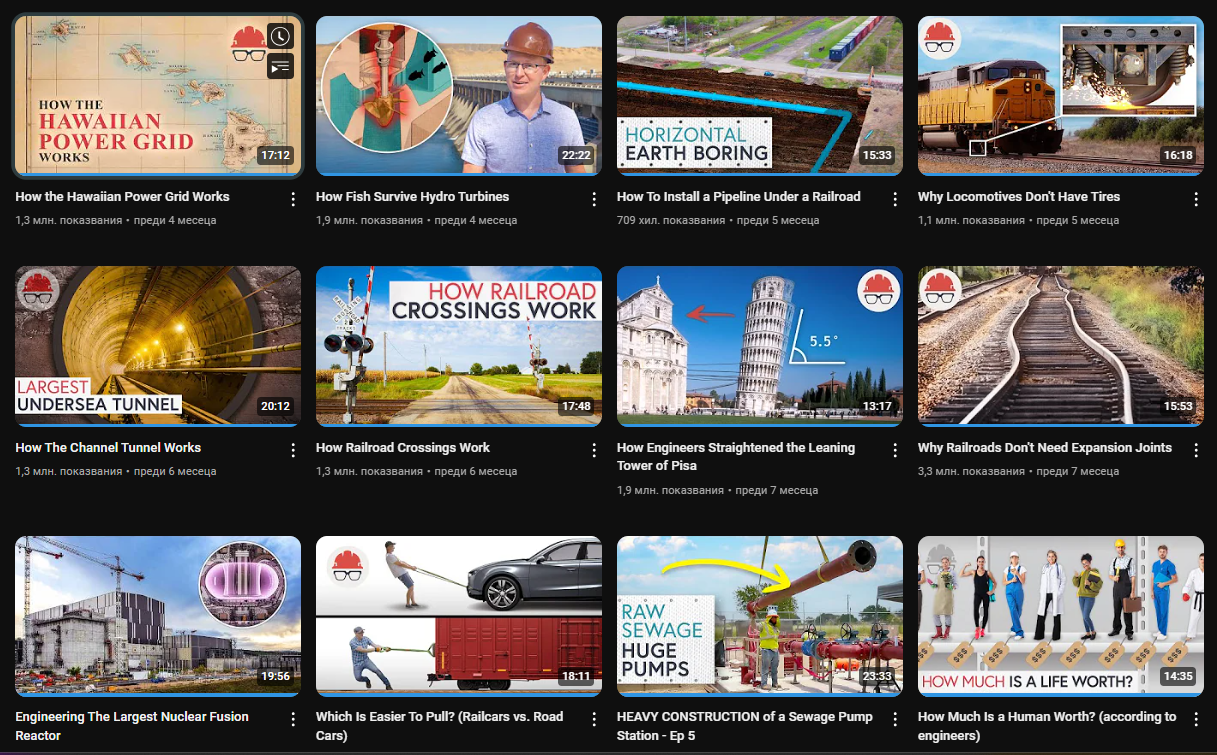 HOW THE
HAWAIIAN
POWER GRID
WORKS
17:12
22:22
HORIZONTAL
EARTH BORING
15:33
16:18
How the Hawaiian Power Grid Works
1,3 млн. показвания • преди 4 месеца
How Fish Survive Hydro Turbines
1,9 млн. показвания • преди 4 месеца
How To Install a Pipeline Under a Railroad
709 хил. показвания • преди 5 месеца
Why Locomotives Don't Have Tires
1,1 млн. показвания • преди 5 месеца
LARGEST
UNDERSEA TUNNEL
20:12
HOW RAILROAD
CROSSINGS WORK
17:48
5.5°
13:17
15:53
How The Channel Tunnel Works
1,3 млн. показвания • преди 6 месеца
How Railroad Crossings Work
1,3 млн. показвания • преди 6 месеца
How Engineers Straightened the Leaning
Tower of Pisa
1,9 млн. показвания • преди 7 месеца
Why Railroads Don't Need Expansion Joints
3,3 млн. показвания • преди 7 месеца
19:56
18:11
RAW
SEWAGE
HUGE
PUMPS
23:33
$$$ $$$ $$$ $$$ $$$ $$$ $$$
HOW MUCH IS A LIFE WORTH?
14:35
Engineering The Largest Nuclear Fusion
Reactor
Which Is Easier To Pull? (Railcars vs. Road
Cars)
HEAVY CONSTRUCTION of a Sewage Pump
Station - Ep 5
How Much Is a Human Worth? (according to
engineers)